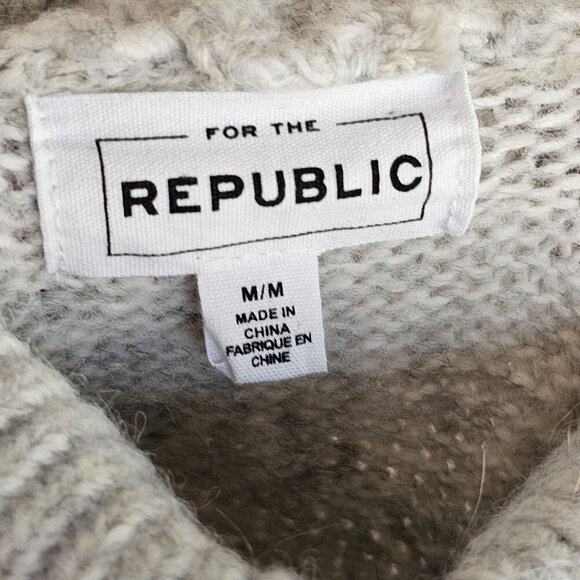 FOR THE
REPUBLIC
M/M
MADE IN
CHINA
FABRIQUE EN
CHINE